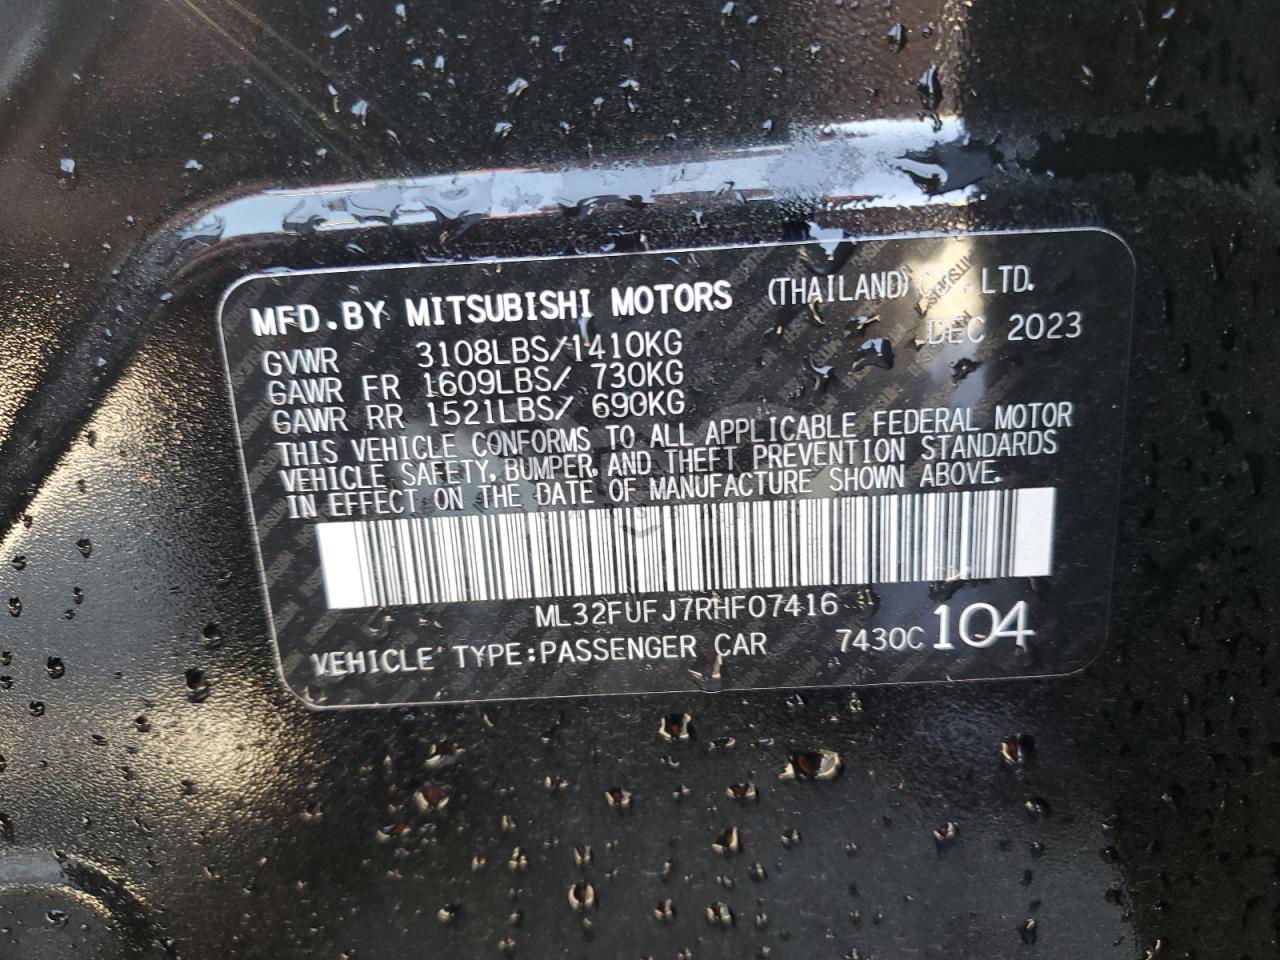 MFD.BY MITSUBISHI MOTORS (THAILAND) CO.,LTD.
DEC 2023
GVWR 3108LBS/1410KG
GAWR FR 1609LBS/ 730KG
GAWR RR 1521LBS/ 690KG
THIS VEHICLE CONFORMS TO ALL APPLICABLE FEDERAL MOTOR
VEHICLE SAFETY, BUMPER, AND THEFT PREVENTION STANDARDS
IN EFFECT ON THE DATE OF MANUFACTURE SHOWN ABOVE.
ML32FUFJ7RHF07416
VEHICLE TYPE:PASSENGER CAR 7430C 104